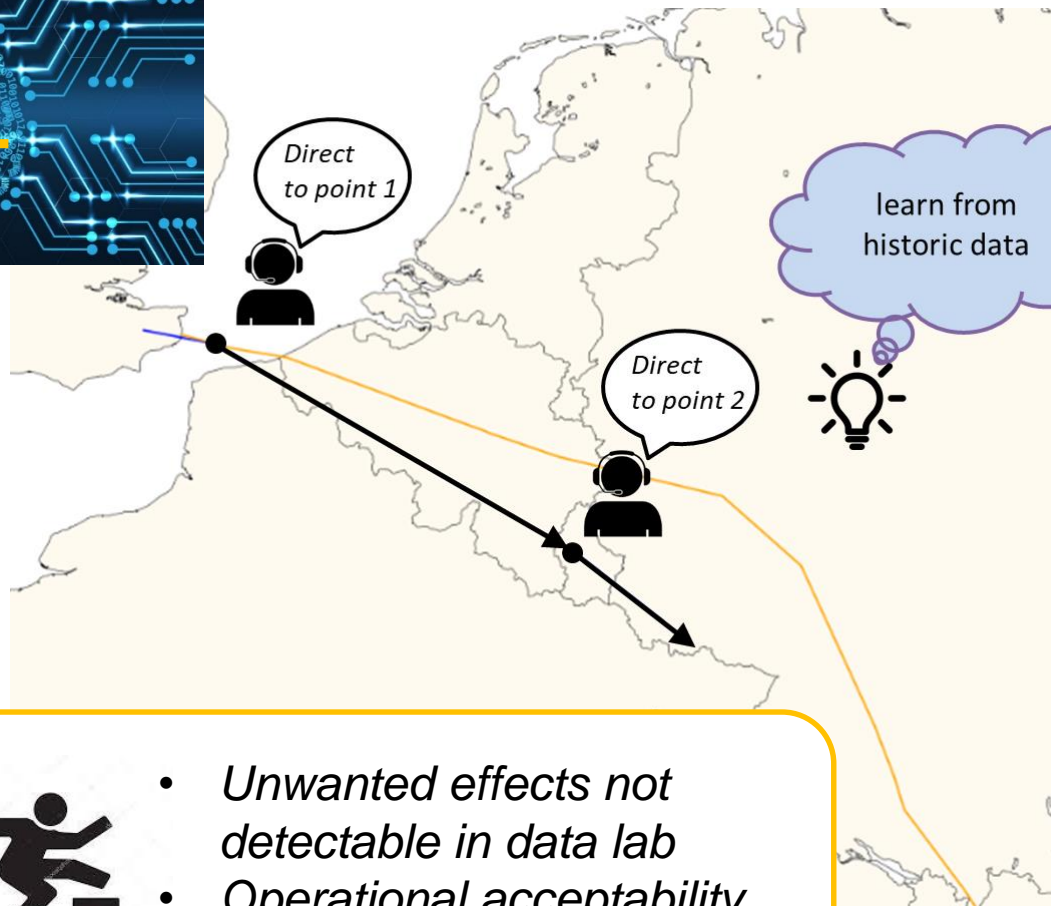 Direct
to point 1
learn from
historic data
Direct
to point 2
• Unwanted effects not
detectable in data lab
• Operational acceptability